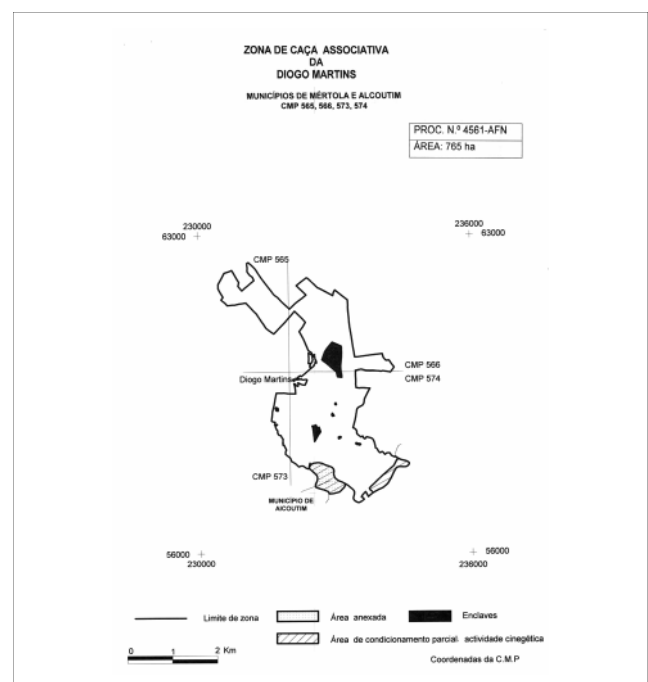 ZONA DE CAÇA ASSOCIATIVA
DA
DIOGO MARTINS
MUNICÍPIOS DE MÉRTOLA E ALCOUTIM
CMP 565, 566, 573, 574
PROC. N.º 4561-AFN
ÁREA: 765 ha
230000
63000
236000
63000
CMP 565
CMP 566
CMP 574
Diogo Martins
CMP 573
MUNICÍPIO DE
AlCOUTIM
56000
230000
56000
236000
Limite de zona
Área anexada
Enclaves
Área de condicionamento parcial actividade cinegética
0 1 2 Km
Coordenadas da C.M.P